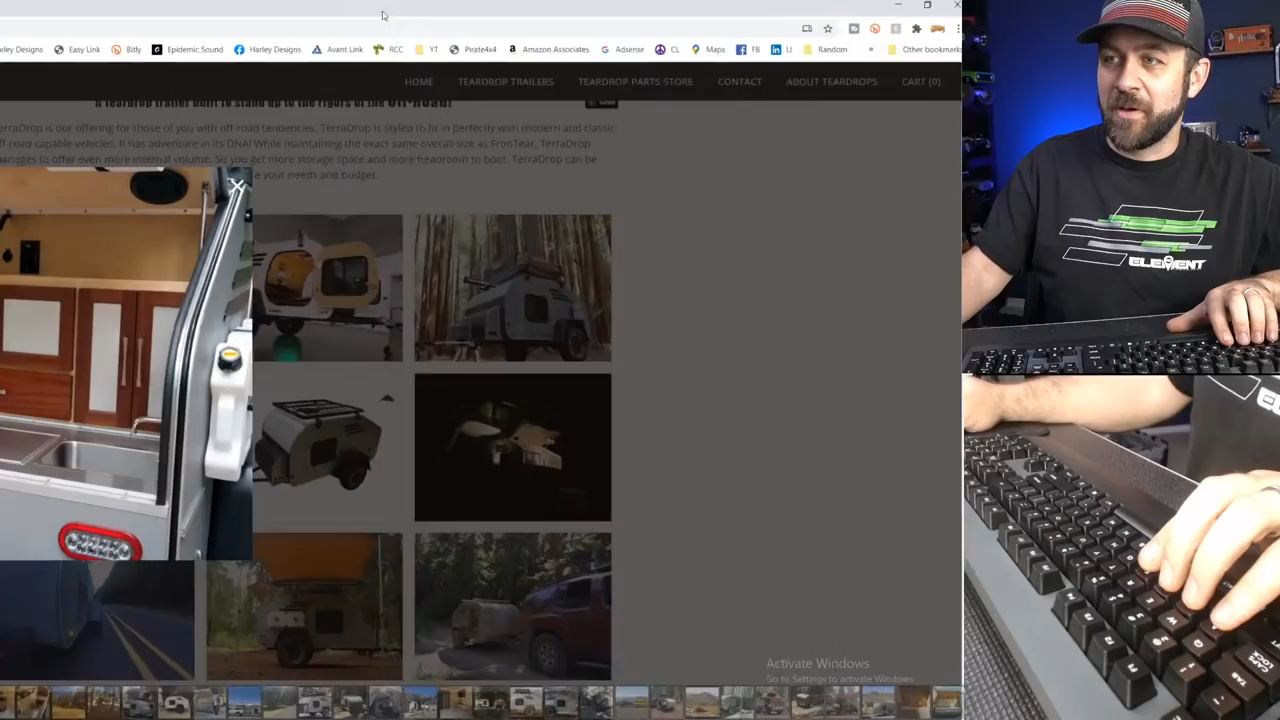 arley Designs
Easy Link
Bitly
Epidemic Sound
Harley Designs
Avant Link
RCC
YT
Pirate4x4
Amazon Associates
Adsense
CL
Maps
FB
IJ
Random
»
Other bookmarks
HOME
TEARDROP TRAILERS
TEARDROP PARTS STORE
CONTACT
ABOUT TEARDROPS
CART (0)
A teardrop trailer built to stand up to the rigors of the Off-Road!
erraDrop is our offering for those of you with off-road tendencies. TerraDrop is styled to fit in perfectly with modern and classic
ff-road capable vehicles. It has adventure in its DNA! While maintaining the exact same overall size as FronTear, TerraDrop
anages to offer even more internal volume. So you get more storage space and more headroom to boot. TerraDrop can be
e your needs and budget.
ELEMENT
Activate Windows
Go to Settings to activate Windows
CAPS
LOCK
TAB